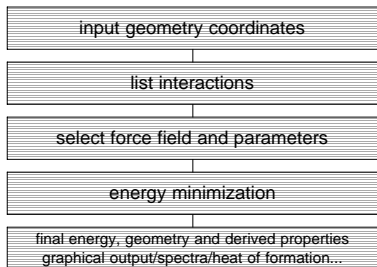 input geometry coordinates
list interactions
select force field and parameters
energy minimization
final energy, geometry and derived properties
graphical output/spectra/heat of formation...